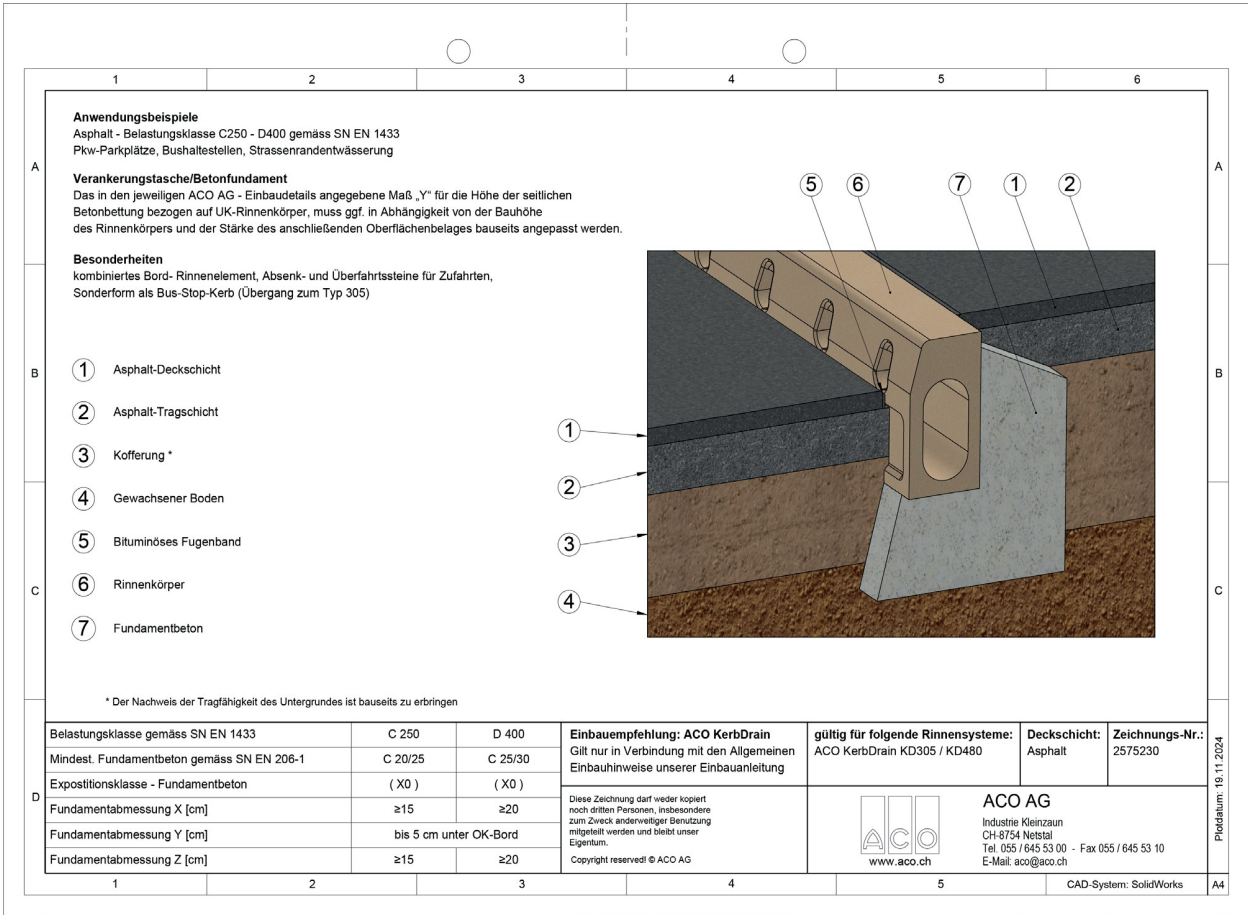 1 2 3 4 5 6
A A
Anwendungsbeispiele
Asphalt - Belastungsklasse C250 - D400 gemäss SN EN 1433
Pkw-Parkplätze, Bushaltestellen, Strassenrandentwässerung
Verankerungstasche/Betonfundament
Das in den jeweiligen ACO AG - Einbaudetails angegebene Maß „Y" für die Höhe der seitlichen
Betonbettung bezogen auf UK-Rinnenkörper, muss ggf. in Abhängigkeit von der Bauhöhe
des Rinnenkörpers und der Stärke des anschließenden Oberflächenbelages bauseits angepasst werden.
Besonderheiten
kombiniertes Bord- Rinnenelement, Absenk- und Überfahrtssteine für Zufahrten,
Sonderform als Bus-Stop-Kerb (Übergang zum Typ 305)
5 6 7 1 2
B B
1 Asphalt-Deckschicht
2 Asphalt-Tragschicht
3 Kofferung *
4 Gewachsener Boden
5 Bituminöses Fugenband
6 Rinnenkörper
7 Fundamentbeton
1
2
3
4
C C
* Der Nachweis der Tragfähigkeit des Untergrundes ist bauseits zu erbringen
D
Belastungsklasse gemäss SN EN 1433 C 250 D 400
Mindest. Fundamentbeton gemäss SN EN 206-1 C 20/25 C 25/30
Expostitionsklasse - Fundamentbeton ( X0 ) ( X0 )
Fundamentabmessung X [cm] ≥15 ≥20
Fundamentabmessung Y [cm] bis 5 cm unter OK-Bord
Fundamentabmessung Z [cm] ≥15 ≥20
Einbauempfehlung: ACO KerbDrain
Gilt nur in Verbindung mit den Allgemeinen
Einbauhinweise unserer Einbauanleitung
gültig für folgende Rinnensysteme:
ACO KerbDrain KD305 / KD480
Deckschicht:
Asphalt
Zeichnungs-Nr.:
2575230
Diese Zeichnung darf weder kopiert
noch dritten Personen, insbesondere
zum Zweck anderweitiger Benutzung
mitgeteilt werden und bleibt unser
Eigentum.
Copyright reserved! © ACO AG
ACO
www.aco.ch
ACO AG
Industrie Kleinzaun
CH-8754 Netstal
Tel. 055 / 645 53 00 - Fax 055 / 645 53 10
E-Mail: aco@aco.ch
Plotdatum: 19.11.2024
1 2 3 4 5 CAD-System: SolidWorks A4